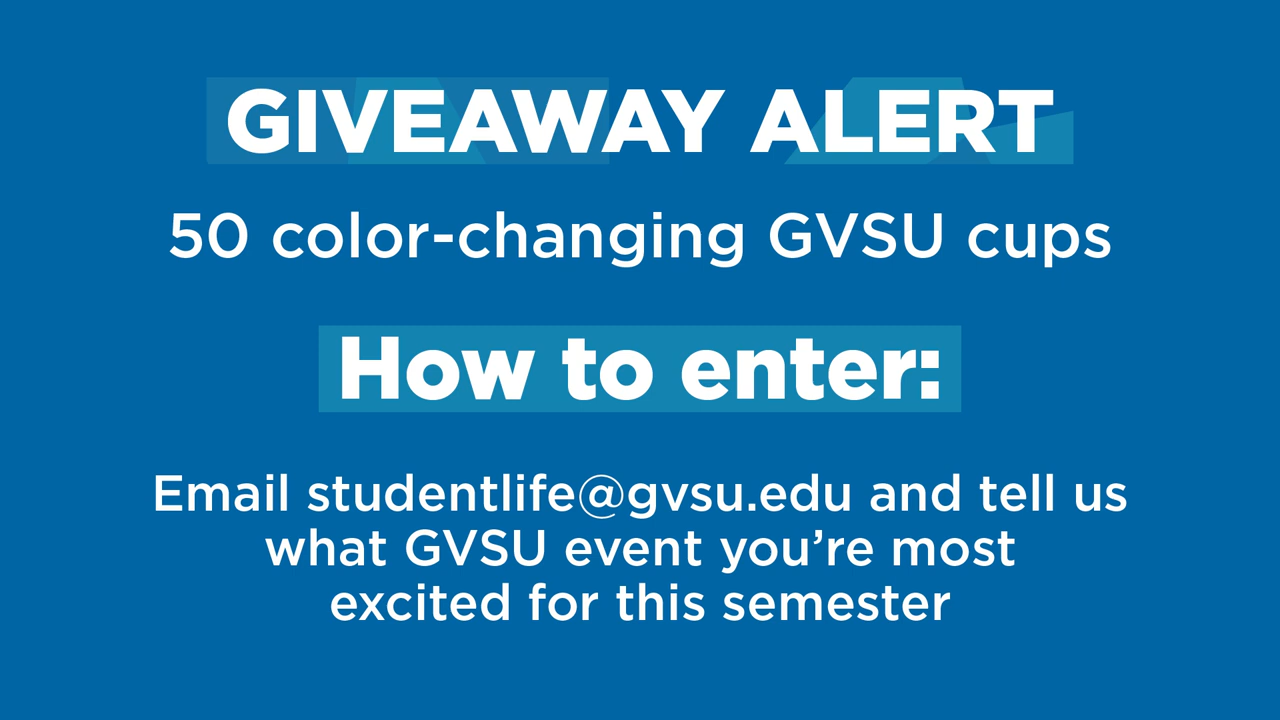 GIVEAWAY ALERT
50 color-changing GVSU cups
How to enter:
Email studentlife@gvsu.edu and tell us
what GVSU event you’re most
excited for this semester